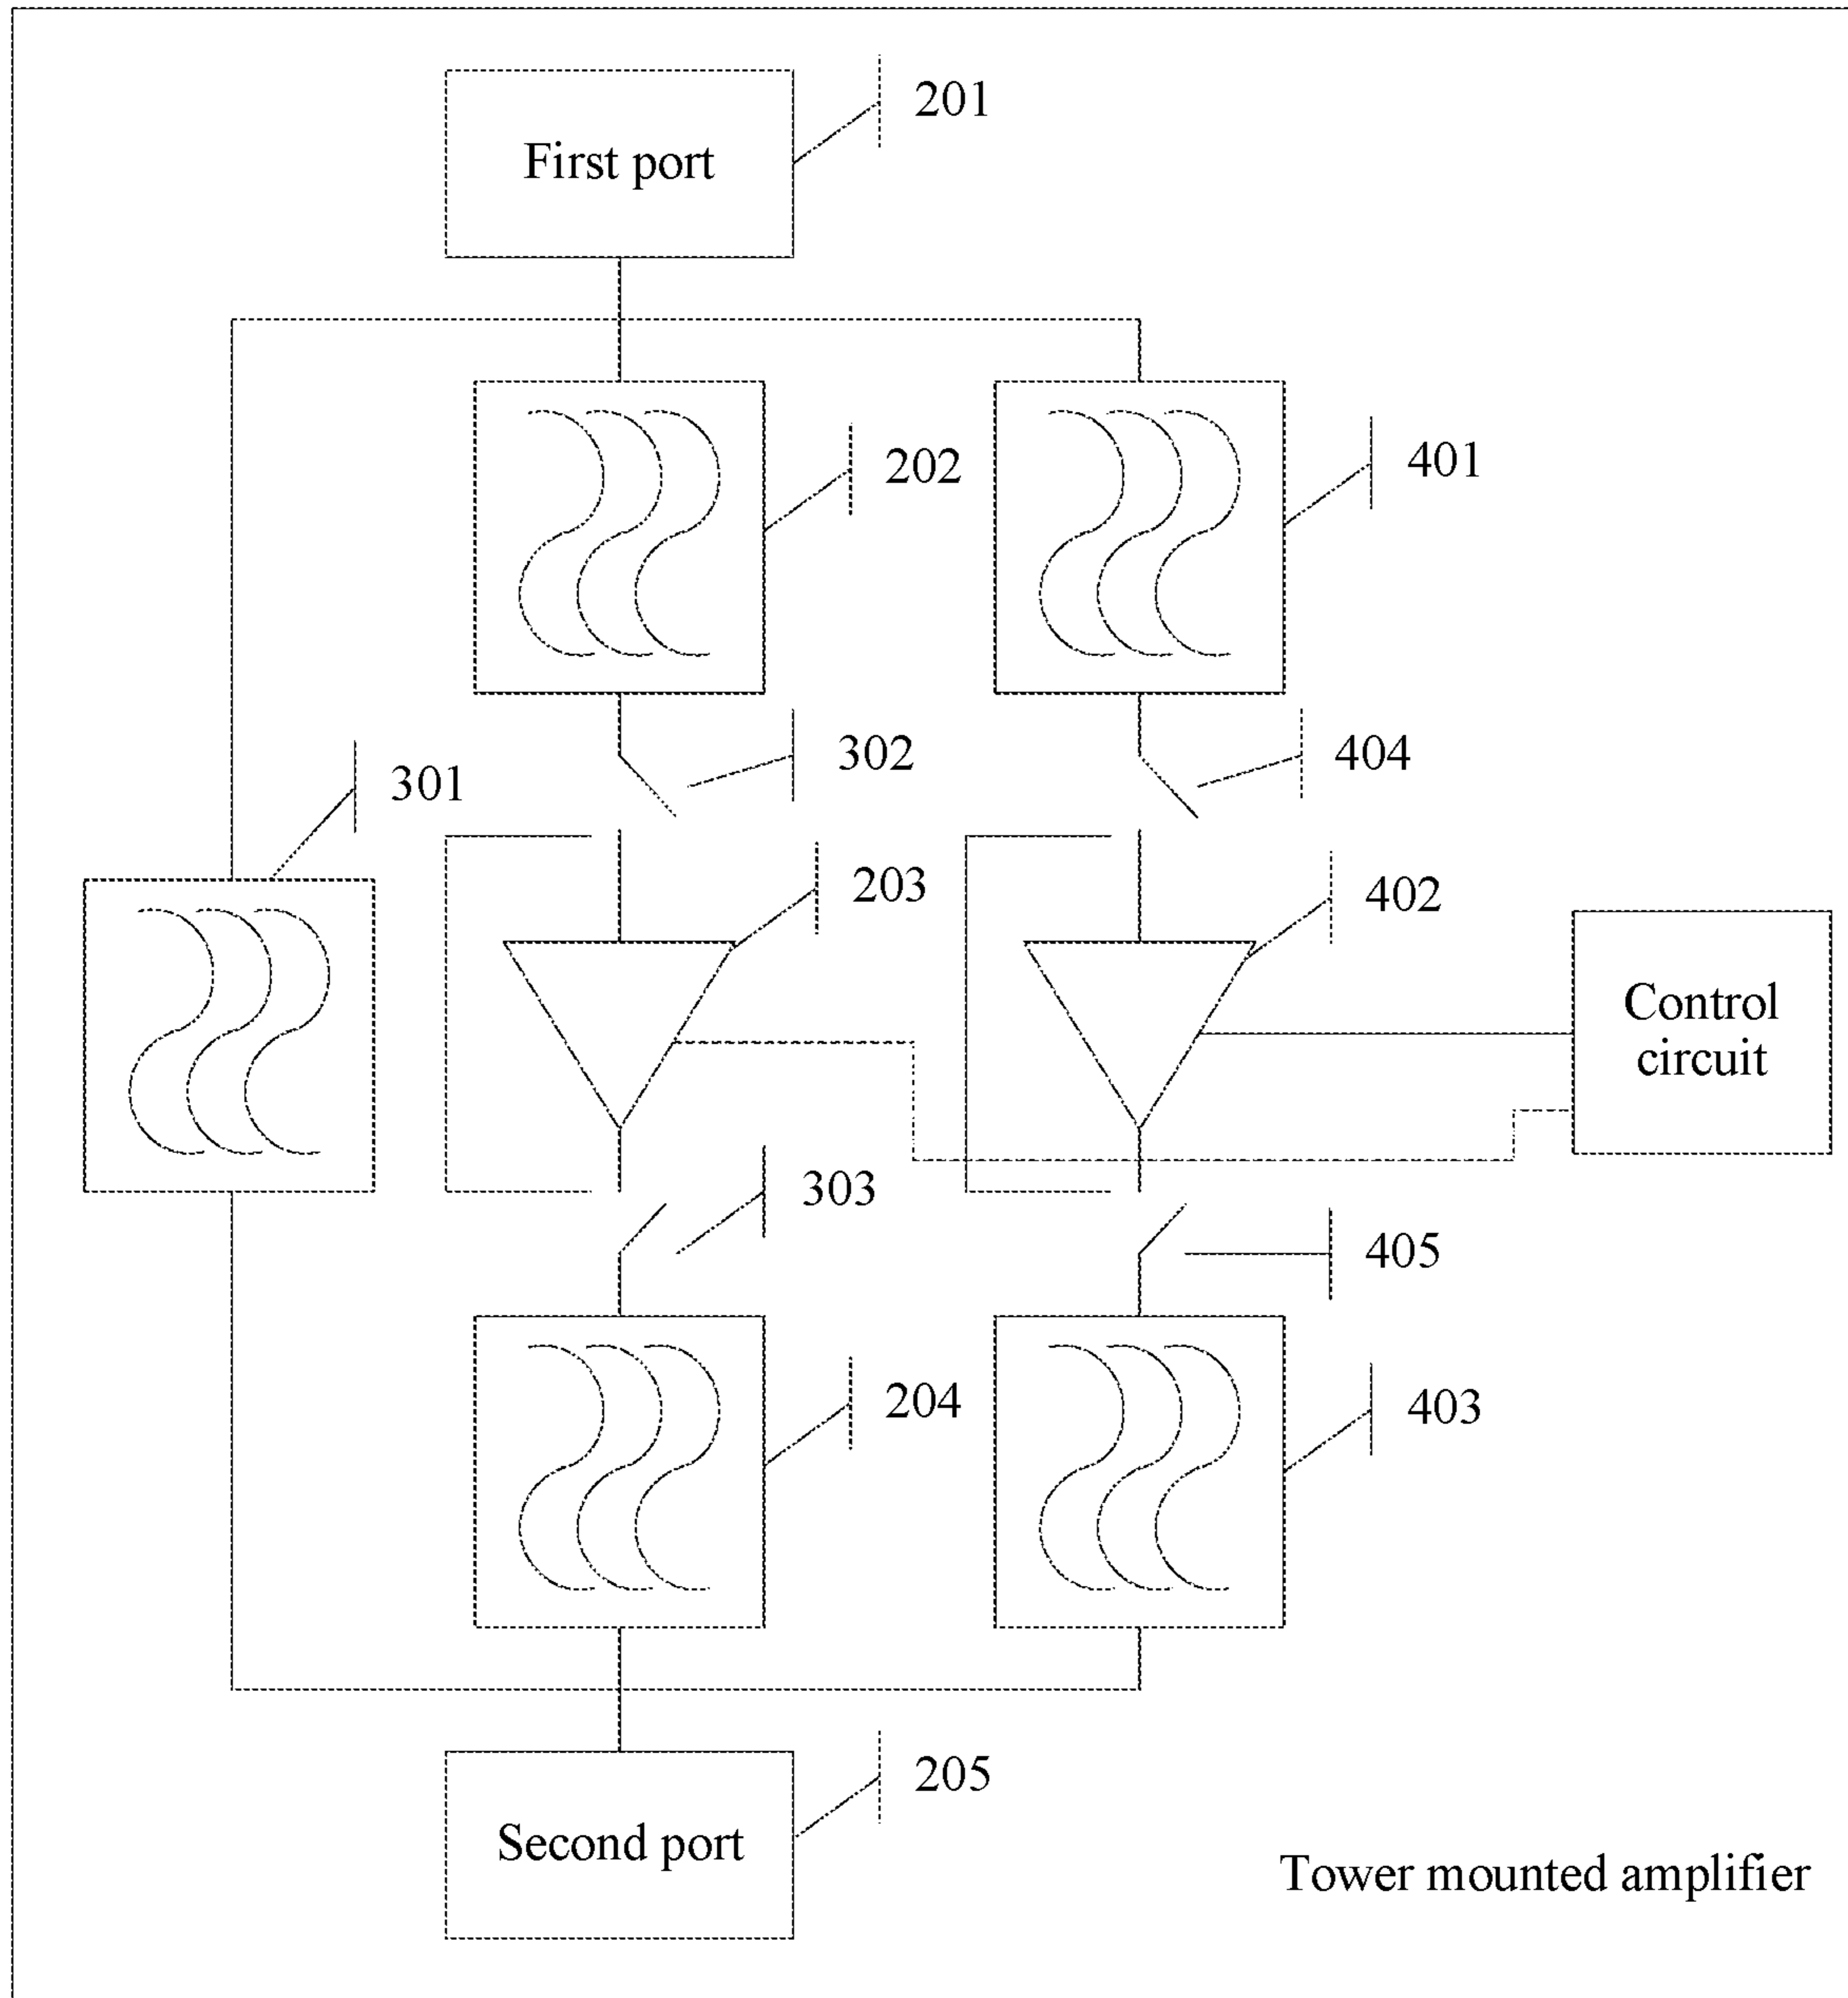 201
First port
202
401
302
404
301
203
402
Control
circuit
303
405
204
403
205
Second port
Tower mounted amplifier